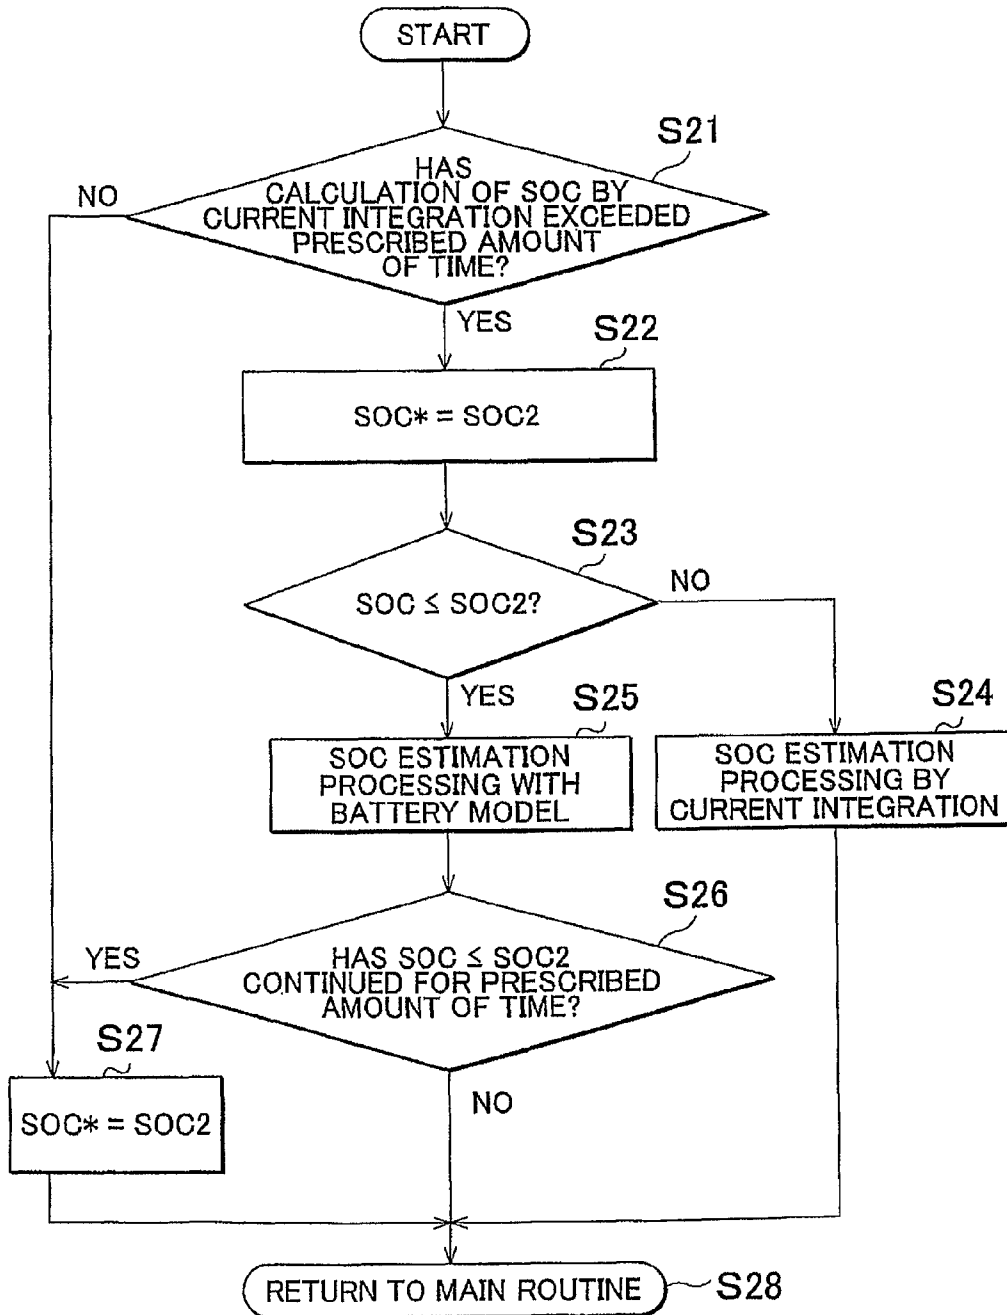 START
S21
HAS
CALCULATION OF SOC BY
CURRENT INTEGRATION EXCEEDED
PRESCRIBED AMOUNT
OF TIME?
NO
YES
S22
SOC* = SOC2
S23
SOC ≤ SOC2?
NO
YES
S25
SOC ESTIMATION
PROCESSING WITH
BATTERY MODEL
S24
SOC ESTIMATION
PROCESSING BY
CURRENT INTEGRATION
S26
HAS SOC ≤ SOC2
CONTINUED FOR PRESCRIBED
AMOUNT OF TIME?
YES
NO
S27
SOC* = SOC2
RETURN TO MAIN ROUTINE
S28